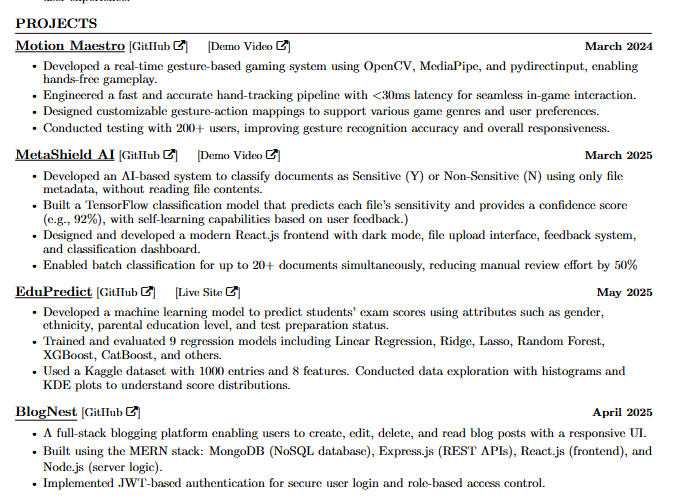 PROJECTS
Motion Maestro [GitHub] [Demo Video] March 2024
• Developed a real-time gesture-based gaming system using OpenCV, MediaPipe, and pydirectinput, enabling
hands-free gameplay.
• Engineered a fast and accurate hand-tracking pipeline with <30ms latency for seamless in-game interaction.
• Designed customizable gesture-action mappings to support various game genres and user preferences.
• Conducted testing with 200+ users, improving gesture recognition accuracy and overall responsiveness.
MetaShield AI [GitHub] [Demo Video] March 2025
• Developed an AI-based system to classify documents as Sensitive (Y) or Non-Sensitive (N) using only file
metadata, without reading file contents.
• Built a TensorFlow classification model that predicts each file's sensitivity and provides a confidence score
(e.g., 92%), with self-learning capabilities based on user feedback.)
• Designed and developed a modern React.js frontend with dark mode, file upload interface, feedback system,
and classification dashboard.
• Enabled batch classification for up to 20+ documents simultaneously, reducing manual review effort by 50%
EduPredict [GitHub] [Live Site] May 2025
• Developed a machine learning model to predict students' exam scores using attributes such as gender,
ethnicity, parental education level, and test preparation status.
• Trained and evaluated 9 regression models including Linear Regression, Ridge, Lasso, Random Forest,
XGBoost, CatBoost, and others.
• Used a Kaggle dataset with 1000 entries and 8 features. Conducted data exploration with histograms and
KDE plots to understand score distributions.
BlogNest [GitHub] April 2025
• A full-stack blogging platform enabling users to create, edit, delete, and read blog posts with a responsive UI.
• Built using the MERN stack: MongoDB (NoSQL database), Express.js (REST APIs), React.js (frontend), and
Node.js (server logic).
• Implemented JWT-based authentication for secure user login and role-based access control.